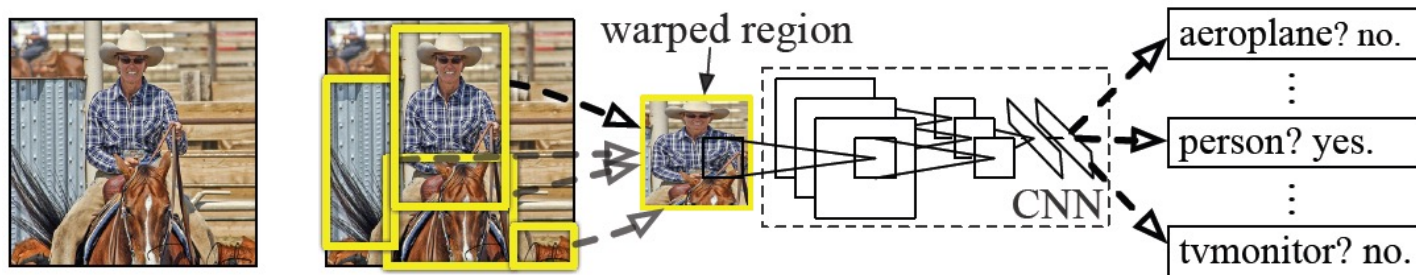 warped region
aeroplane? no.
person? yes.
CNN
tvmonitor? no.